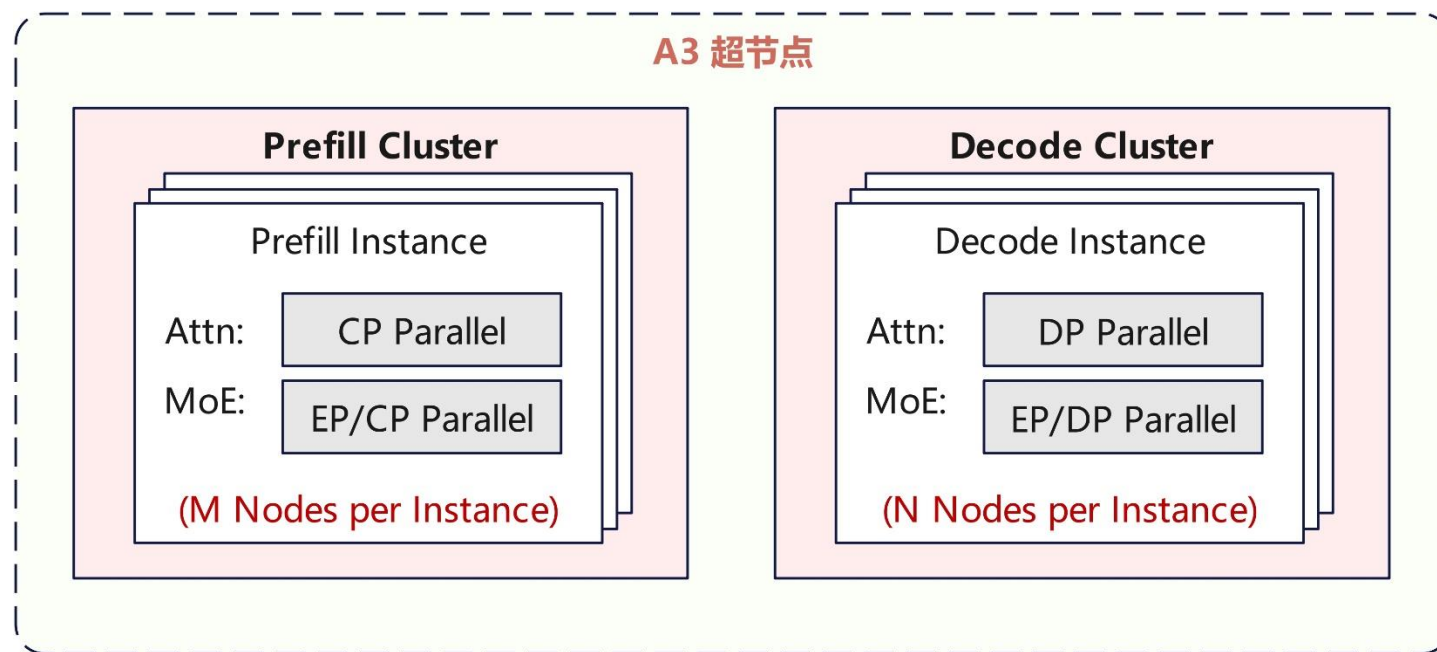 A3 超节点
Prefill Cluster
Prefill Instance
Attn: CP Parallel
MoE: EP/CP Parallel
(M Nodes per Instance)
Decode Cluster
Decode Instance
Attn: DP Parallel
MoE: EP/DP Parallel
(N Nodes per Instance)